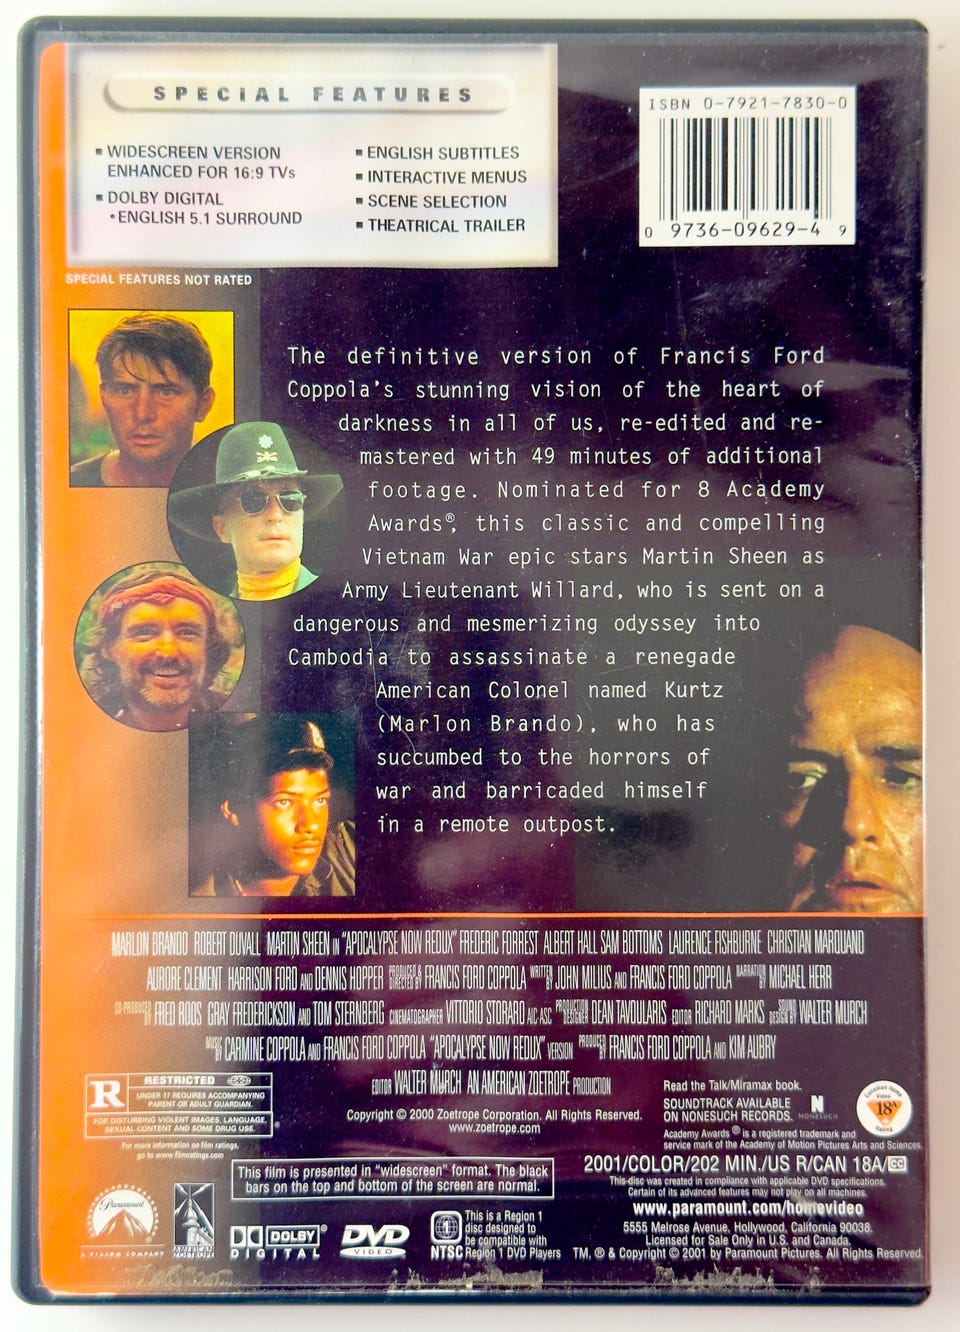 SPECIAL FEATURES
▪ WIDESCREEN VERSION
ENHANCED FOR 16:9 TVs
▪ DOLBY DIGITAL
• ENGLISH 5.1 SURROUND
▪ ENGLISH SUBTITLES
▪ INTERACTIVE MENUS
▪ SCENE SELECTION
▪ THEATRICAL TRAILER
SPECIAL FEATURES NOT RATED
ISBN 0-7921-7830-0
0 9736-09629-4 9
The definitive version of Francis Ford
Coppola's stunning vision of the heart of
darkness in all of us, re-edited and re-
mastered with 49 minutes of additional
footage. Nominated for 8 Academy
Awards®, this classic and compelling
Vietnam War epic stars Martin Sheen as
Army Lieutenant Willard, who is sent on a
dangerous and mesmerizing odyssey into
Cambodia to assassinate a renegade
American Colonel named Kurtz
(Marlon Brando), who has
succumbed to the horrors of
war and barricaded himself
in a remote outpost.
MARLON BRANDO ROBERT DUVALL MARTIN SHEEN IN "APOCALYPSE NOW REDUX" FREDERIC FORREST ALBERT HALL SAM BOTTOMS LAURENCE FISHBURNE CHRISTIAN MARQUAND
AURORE CLEMENT HARRISON FORD AND DENNIS HOPPER PRODUCED & DIRECTED BY FRANCIS FORD COPPOLA WRITTEN BY JOHN MILIUS AND FRANCIS FORD COPPOLA NARRATION BY MICHAEL HERR
CO-PRODUCED BY FRED ROOS GRAY FREDERICKSON AND TOM STERNBERG CINEMATOGRAPHER VITTORIO STORARO AIC-ASC PRODUCTION DESIGNER DEAN TAVOULARIS EDITOR RICHARD MARKS SOUND DESIGN BY WALTER MURCH
MUSIC BY CARMINE COPPOLA AND FRANCIS FORD COPPOLA "APOCALYPSE NOW REDUX" VERSION PRODUCED BY FRANCIS FORD COPPOLA AND KIM AUBRY
EDITOR WALTER MURCH AN AMERICAN ZOETROPE PRODUCTION
R RESTRICTED
UNDER 17 REQUIRES ACCOMPANYING
PARENT OR ADULT GUARDIAN
FOR DISTURBING VIOLENT IMAGES, LANGUAGE,
SEXUAL CONTENT AND SOME DRUG USE.
For more information on film ratings,
go to www.filmratings.com
Copyright © 2000 Zoetrope Corporation. All Rights Reserved.
www.zoetrope.com
Read the Talk/Miramax book.
SOUNDTRACK AVAILABLE
ON NONESUCH RECORDS.
N
NONESUCH
Canadian Home
Video
18A
Rating
Academy Awards® is a registered trademark and
service mark of the Academy of Motion Pictures Arts and Sciences.
This film is presented in "widescreen" format. The black
bars on the top and bottom of the screen are normal.
2001/COLOR/202 MIN./US R/CAN 18A/CC
This disc was created in compliance with applicable DVD specifications.
Certain of its advanced features may not play on all machines.
www.paramount.com/homevideo
5555 Melrose Avenue, Hollywood, California 90038.
Licensed for Sale Only in U.S. and Canada.
TM, ® & Copyright © 2001 by Paramount Pictures. All Rights Reserved.
Paramount
A VIACOM COMPANY
AMERICAN
ZOETROPE
DOLBY®
DIGITAL
DVD
VIDEO
1
NTSC
This is a Region 1
disc designed to
be compatible with
Region 1 DVD Players